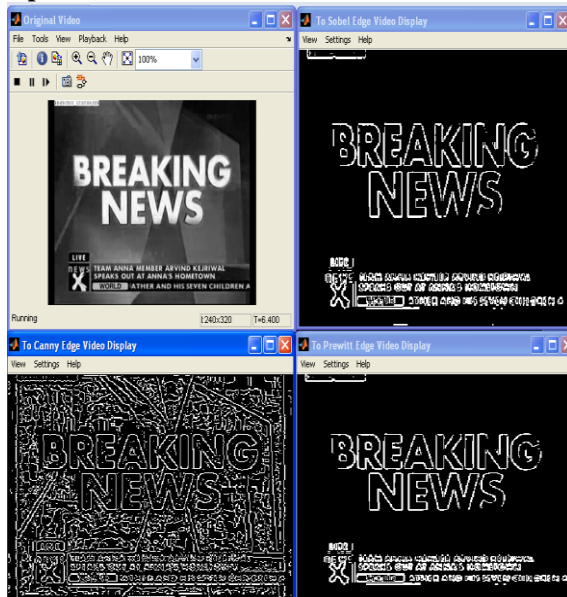 Original Video
File Tools View Playback Help
100%
BREAKING
NEWS
LIVE
NEWS
X
TEAM ANNA MEMBER ARVIND KEJRIWAL
SPEAKS OUT AT ANNA'S HOMETOWN
WORLD ATHER AND HIS SEVEN CHILDREN A
Running
I:240x320 T=6.400
To Sobel Edge Video Display
View Settings Help
BREAKING
NEWS
X
To Canny Edge Video Display
View Settings Help
BREAKING
NEWS
To Prewitt Edge Video Display
View Settings Help
BREAKING
NEWS
X